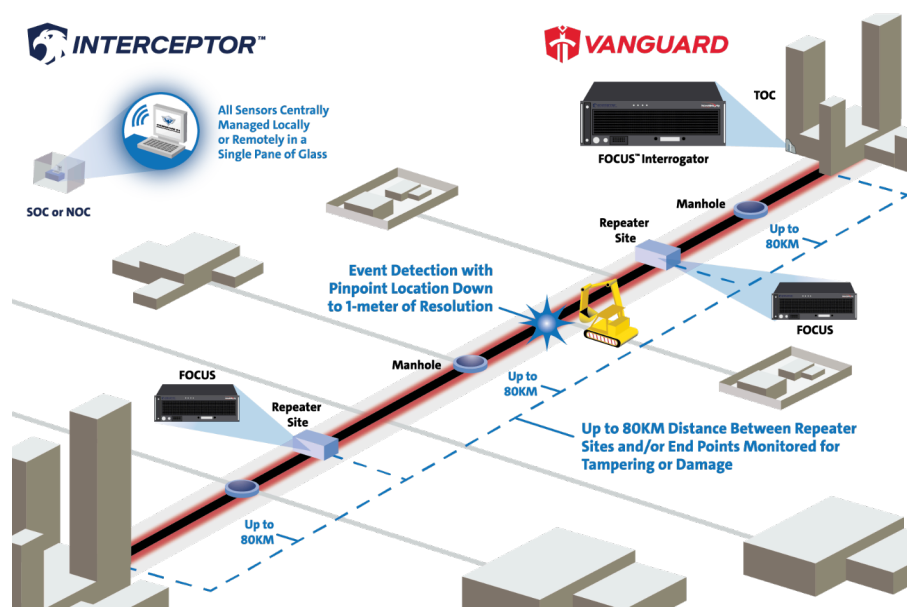 INTERCEPTOR™
VANGUARD
All Sensors Centrally
Managed Locally
or Remotely in a
Single Pane of Glass
SOC or NOC
TOC
FOCUS™ Interrogator
Manhole
Repeater
Site
Up to
80KM
Event Detection with
Pinpoint Location Down
to 1-meter of Resolution
FOCUS
Manhole
FOCUS
Up to
80KM
Repeater
Site
Up to 80KM Distance Between Repeater
Sites and/or End Points Monitored for
Tampering or Damage
Up to
80KM